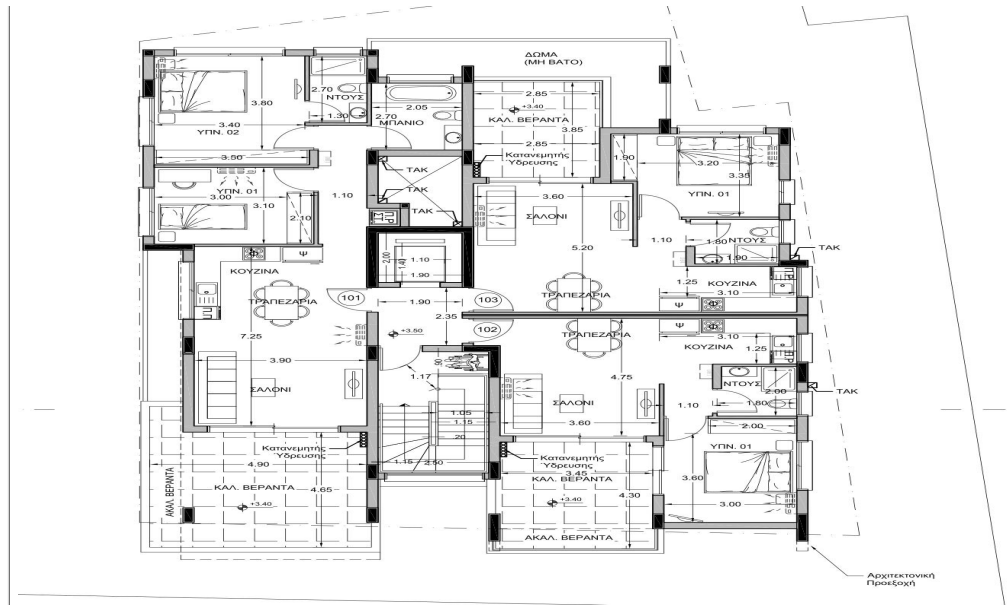 ΔΩΜΑ
(ΜΗ ΒΑΤΟ)
2.70
ΝΤΟΥΣ
1.30
3.80
3.40
ΥΠΝ. 02
3.50
2.05
2.70
ΜΠΑΝΙΟ
2.85
+3.40
ΚΑΛ. ΒΕΡΑΝΤΑ
3.85
2.85
Κατανεμητής
Ύδρευσης
1.90
3.20
3.35
ΥΠΝ. 01
ΤΑΚ
ΤΑΚ
ΤΑΚ
ΥΠΝ. 01
3.00
3.10
2.10
1.10
3.60
ΣΑΛΟΝΙ
5.20
1.10
1.80
ΝΤΟΥΣ
1.90
ΤΑΚ
Ψ
ΚΟΥΖΙΝΑ
2.00
1.10
1.40
1.90
1.25
ΚΟΥΖΙΝΑ
3.10
ΤΡΑΠΕΖΑΡΙΑ
101
1.90
103
ΤΡΑΠΕΖΑΡΙΑ
Ψ
2.35
+3.50
102
ΤΡΑΠΕΖΑΡΙΑ
Ψ
7.25
3.10
ΚΟΥΖΙΝΑ
1.25
3.90
ΣΑΛΟΝΙ
.90
1.17
4.75
ΝΤΟΥΣ
2.00
ΤΑΚ
1.80
1.10
1.05
1.15
.20
ΣΑΛΟΝΙ
3.60
2.00
ΥΠΝ. 01
Κατανεμητής
Ύδρευσης
1.15
2.50
4.90
ΚΑΛ. ΒΕΡΑΝΤΑ
4.65
+3.40
ΑΚΑΛ. ΒΕΡΑΝΤΑ
Κατανεμητής
Ύδρευσης
3.45
ΚΑΛ. ΒΕΡΑΝΤΑ
4.30
+3.40
ΑΚΑΛ. ΒΕΡΑΝΤΑ
3.60
3.00
Αρχιτεκτονική
Προεξοχή